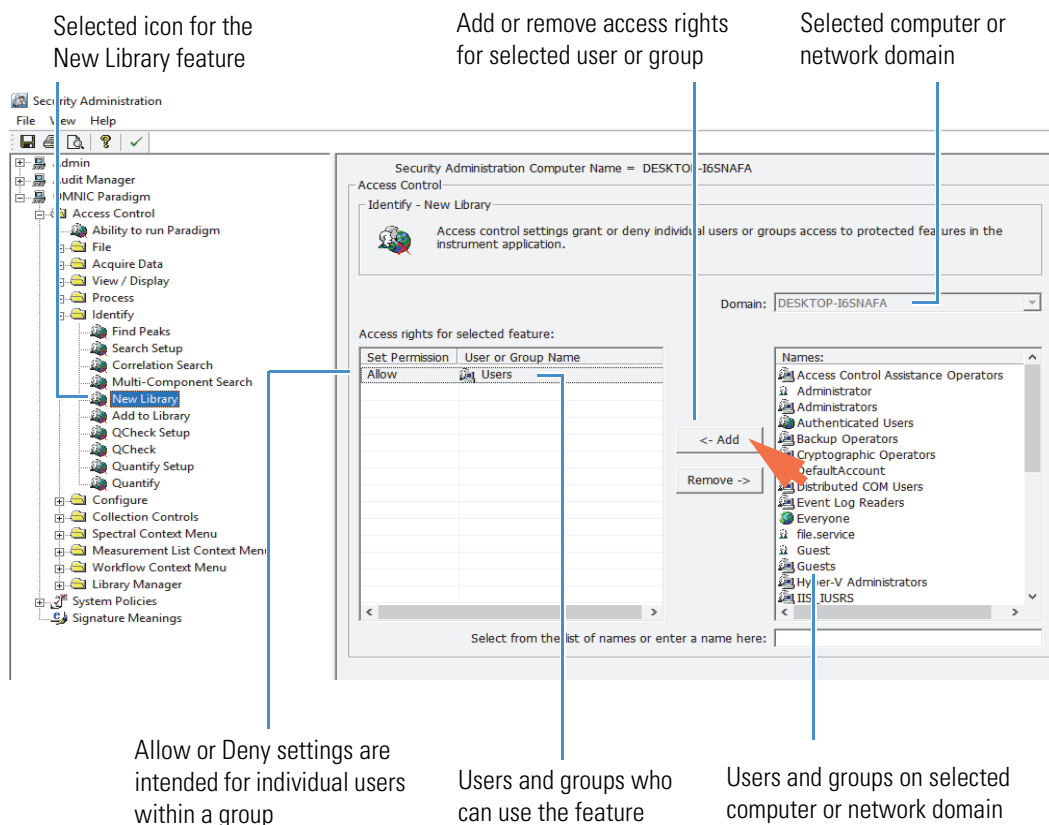 Selected icon for the
New Library feature
Add or remove access rights
for selected user or group
Selected computer or
network domain
Security Administration
File View Help
Admin
Audit Manager
OMNIC Paradigm
Access Control
Ability to run Paradigm
File
Acquire Data
View / Display
Process
Identify
Find Peaks
Search Setup
Correlation Search
Multi-Component Search
New Library
Add to Library
QCheck Setup
QCheck
Quantify Setup
Quantify
Configure
Collection Controls
Spectral Context Menu
Measurement List Context Menu
Workflow Context Menu
Library Manager
System Policies
Signature Meanings
Security Administration Computer Name = DESKTOP-I6SNAFA
Access Control
Identify - New Library
Access control settings grant or deny individual users or groups access to protected features in the
instrument application.
Domain: DESKTOP-I6SNAFA
Access rights for selected feature:
Set Permission User or Group Name
Allow Users
<- Add
Remove ->
Names:
Access Control Assistance Operators
Administrator
Administrators
Authenticated Users
Backup Operators
Cryptographic Operators
DefaultAccount
Distributed COM Users
Event Log Readers
Everyone
file.service
Guest
Guests
Hyper-V Administrators
IIS_IUSRS
Select from the list of names or enter a name here:
Allow or Deny settings are
intended for individual users
within a group
Users and groups who
can use the feature
Users and groups on selected
computer or network domain